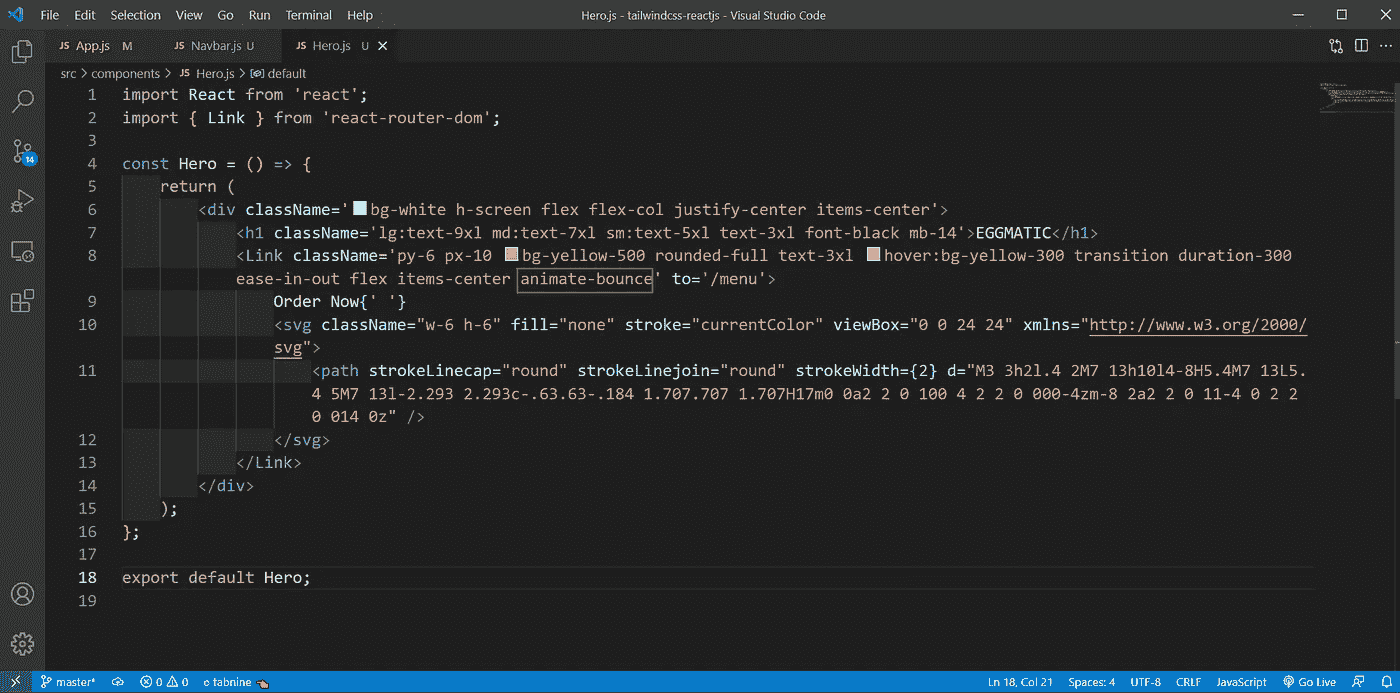 File Edit Selection View Go Run Terminal Help
Hero.js - tailwindcss-reactjs - Visual Studio Code
JS App.js M JS Navbar.js U JS Hero.js U
src > components > JS Hero.js > default
1 import React from 'react';
2 import { Link } from 'react-router-dom';
3
4 const Hero = () => {
5 return (
6 <div className='bg-white h-screen flex flex-col justify-center items-center'>
7 <h1 className='lg:text-9xl md:text-7xl sm:text-5xl text-3xl font-black mb-14'>EGGMATIC</h1>
8 <Link className='py-6 px-10 bg-yellow-500 rounded-full text-3xl hover:bg-yellow-300 transition duration-300
ease-in-out flex items-center animate-bounce' to='/menu'>
9 Order Now{' '}
10 <svg className="w-6 h-6" fill="none" stroke="currentColor" viewBox="0 0 24 24" xmlns="http://www.w3.org/2000/
svg">
11 <path strokeLinecap="round" strokeLinejoin="round" strokeWidth={2} d="M3 3h2l.4 2M7 13h10l4-8H5.4M7 13L5.
4 5M7 13l-2.293 2.293c-.63.63-.184 1.707.707 1.707H17m0 0a2 2 0 100 4 2 2 0 000-4zm-8 2a2 2 0 11-4 0 2 2
0 014 0z" />
12 </svg>
13 </Link>
14 </div>
15 );
16 };
17
18 export default Hero;
19
14
master* 0 0 tabnine Ln 18, Col 21 Spaces: 4 UTF-8 CRLF JavaScript Go Live